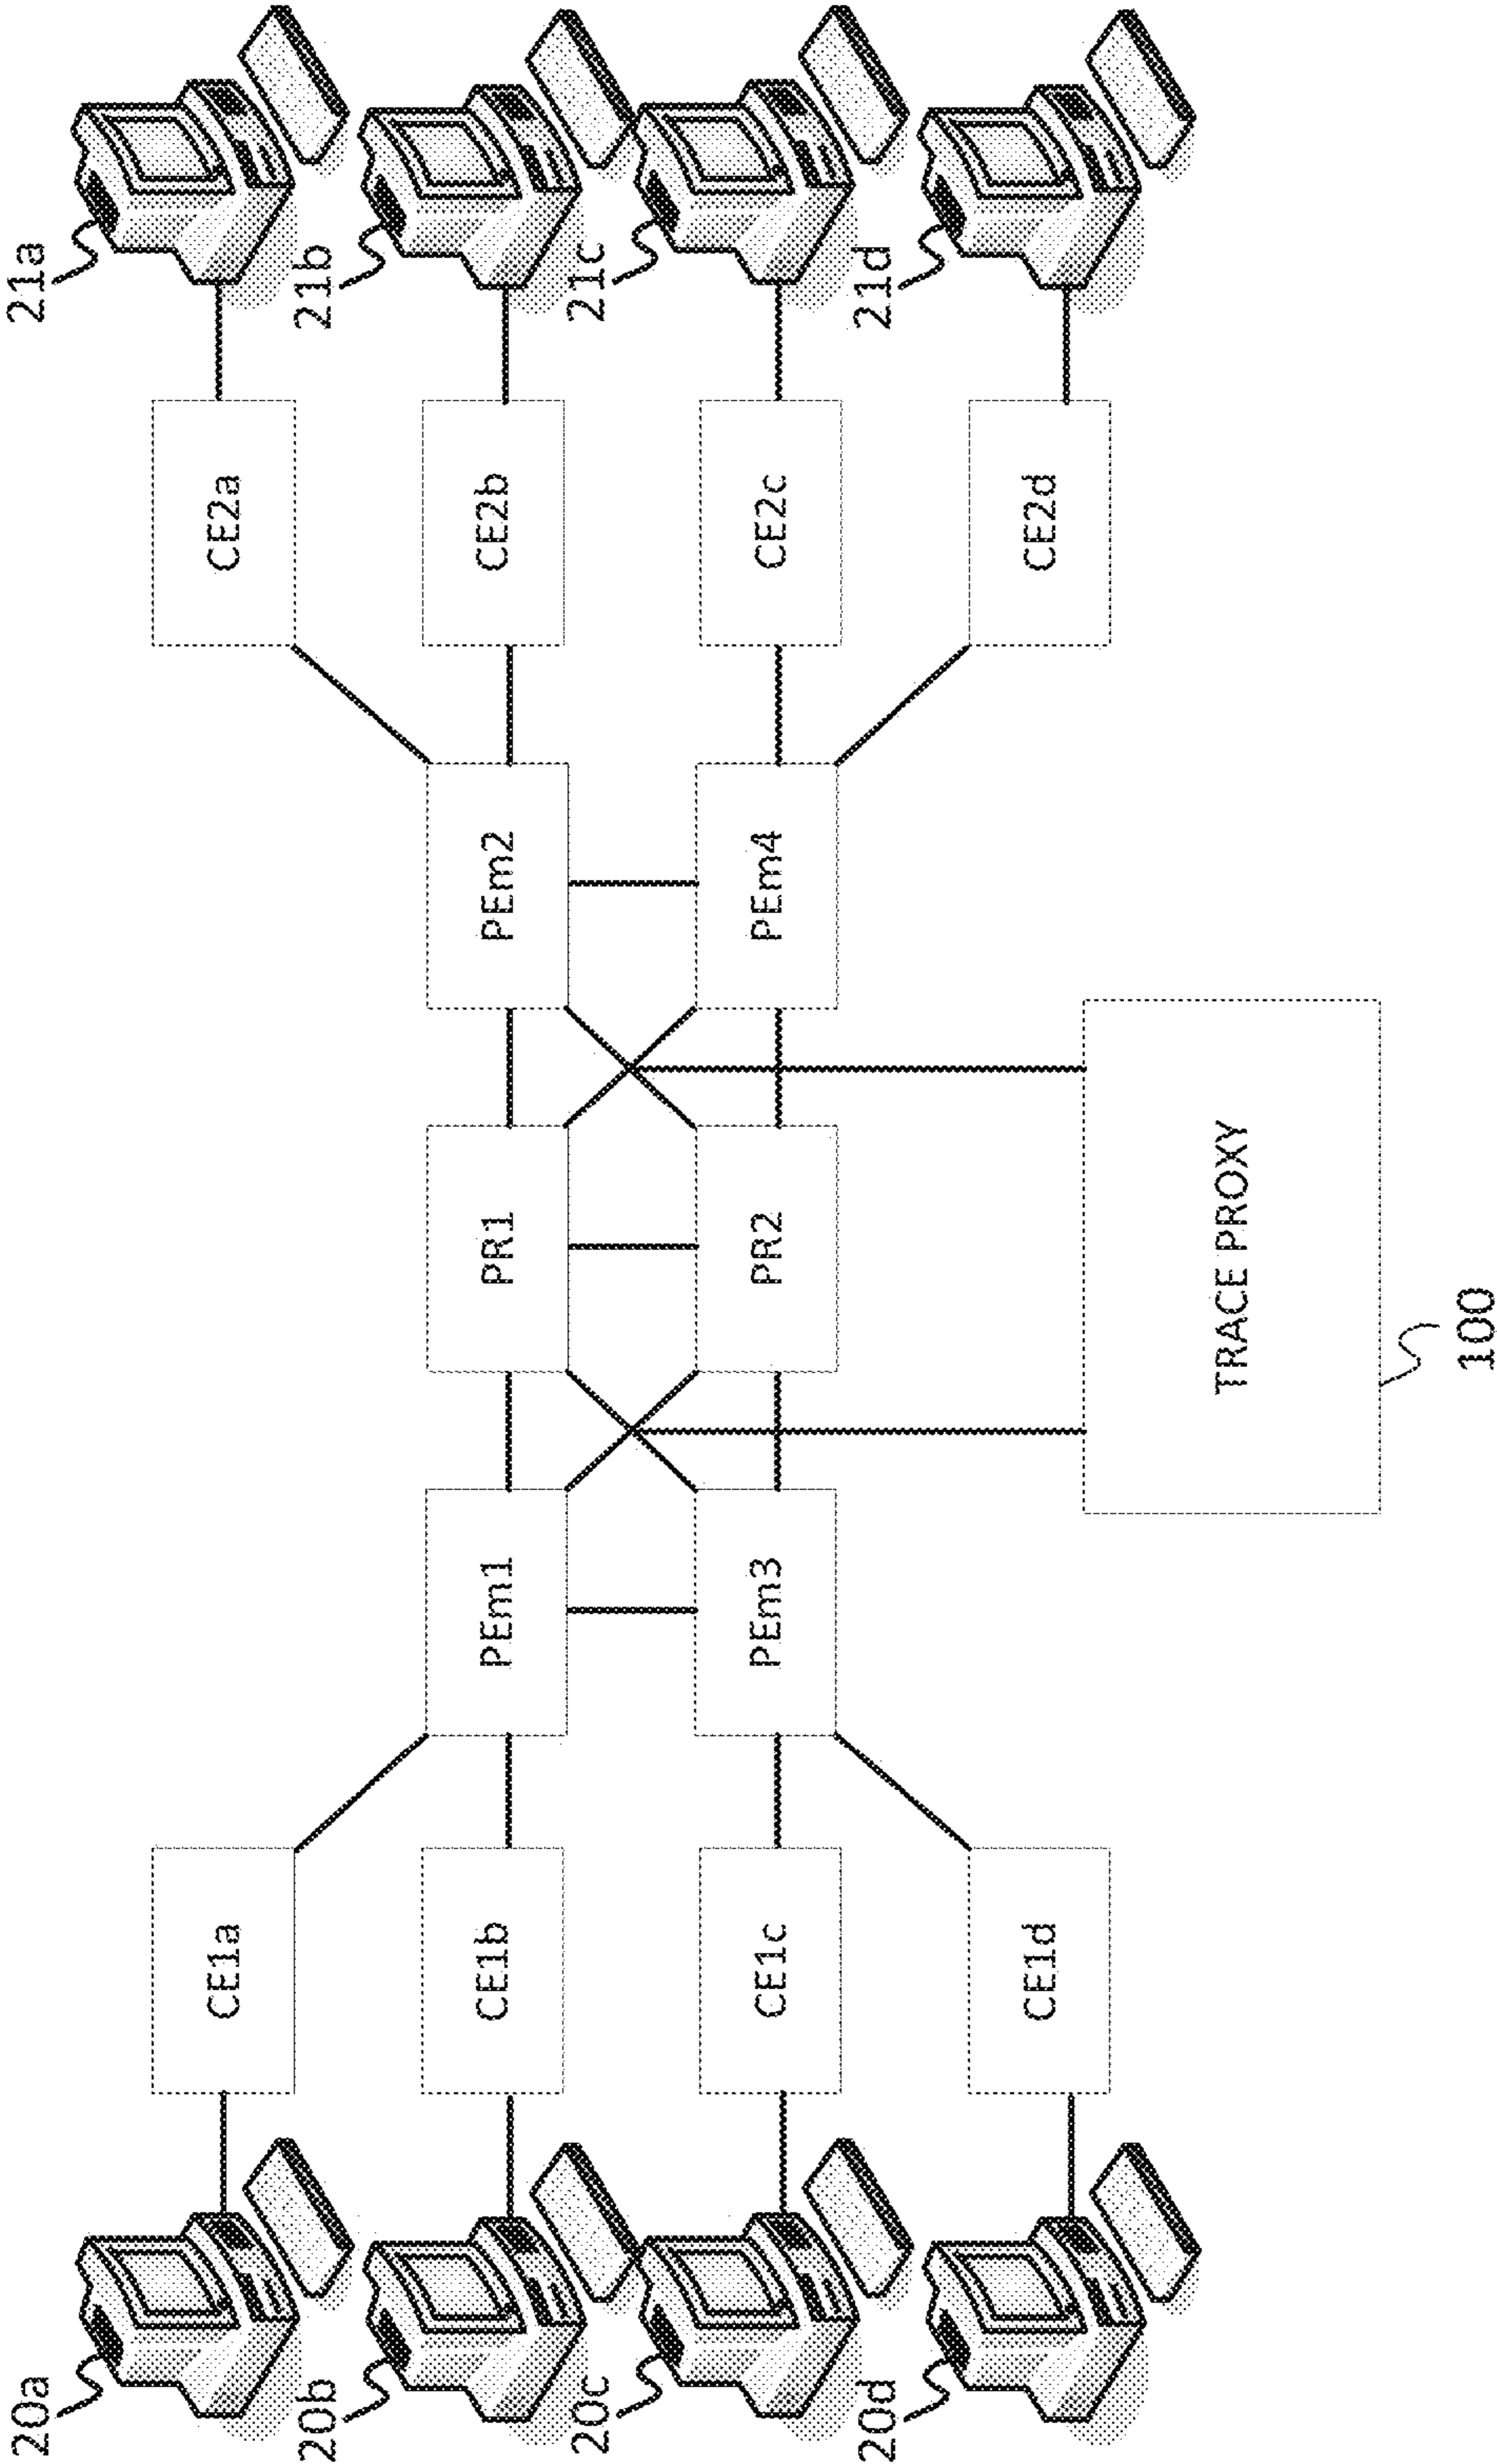 20a
20b
20c
20d
CE1a
CE1b
CE1c
CE1d
PEm1
PEm3
PR1
PR2
PEm2
PEm4
CE2a
CE2b
CE2c
CE2d
21a
21b
21c
21d
TRACE PROXY
100